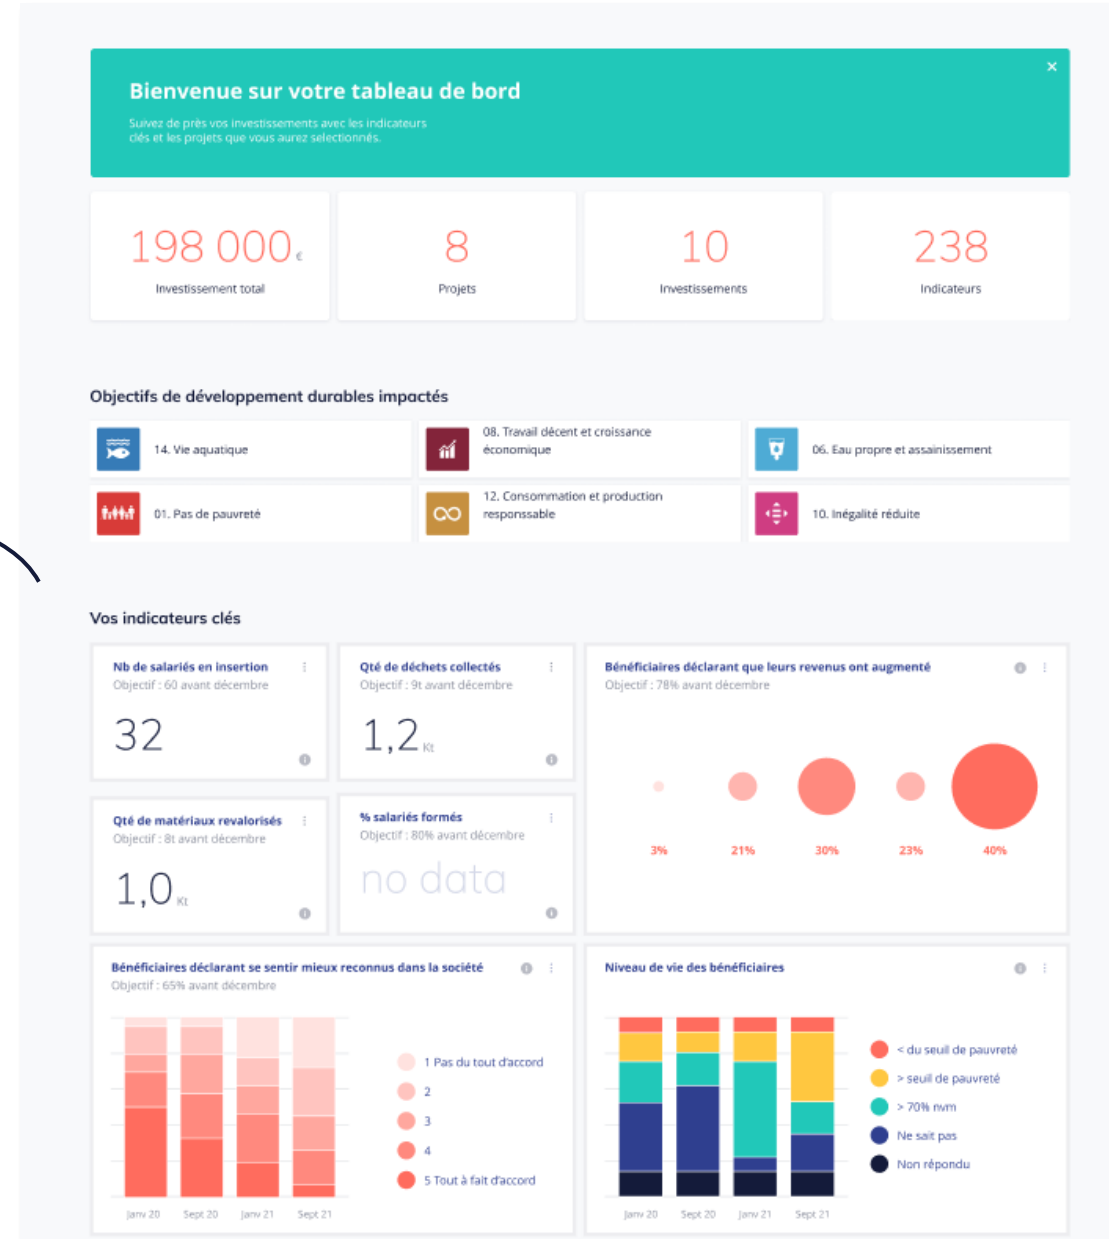 Bienvenue sur votre tableau de bord
Suivez de près vos investissements avec les indicateurs
clés et les projets que vous aurez selectionnés.
198 000 €
Investissement total
8
Projets
10
Investissements
238
Indicateurs
Objectifs de développement durables impactés
14. Vie aquatique
08. Travail décent et croissance
économique
06. Eau propre et assainissement
01. Pas de pauvreté
12. Consommation et production
responssable
10. Inégalité réduite
Vos indicateurs clés
Nb de salariés en insertion
Objectif : 60 avant décembre
32
Qté de déchets collectés
Objectif : 9t avant décembre
1,2 Kt
Bénéficiaires déclarant que leurs revenus ont augmenté
Objectif : 78% avant décembre
3%
21%
30%
23%
40%
Qté de matériaux revalorisés
Objectif : 8t avant décembre
1,0 Kt
% salariés formés
Objectif : 80% avant décembre
no data
Bénéficiaires déclarant se sentir mieux reconnus dans la société
Objectif : 65% avant décembre
1 Pas du tout d'accord
2
3
4
5 Tout à fait d'accord
Janv 20
Sept 20
Janv 21
Sept 21
Niveau de vie des bénéficiaires
< du seuil de pauvreté
> seuil de pauvreté
> 70% nvm
Ne sait pas
Non répondu
Janv 20
Sept 20
Janv 21
Sept 21